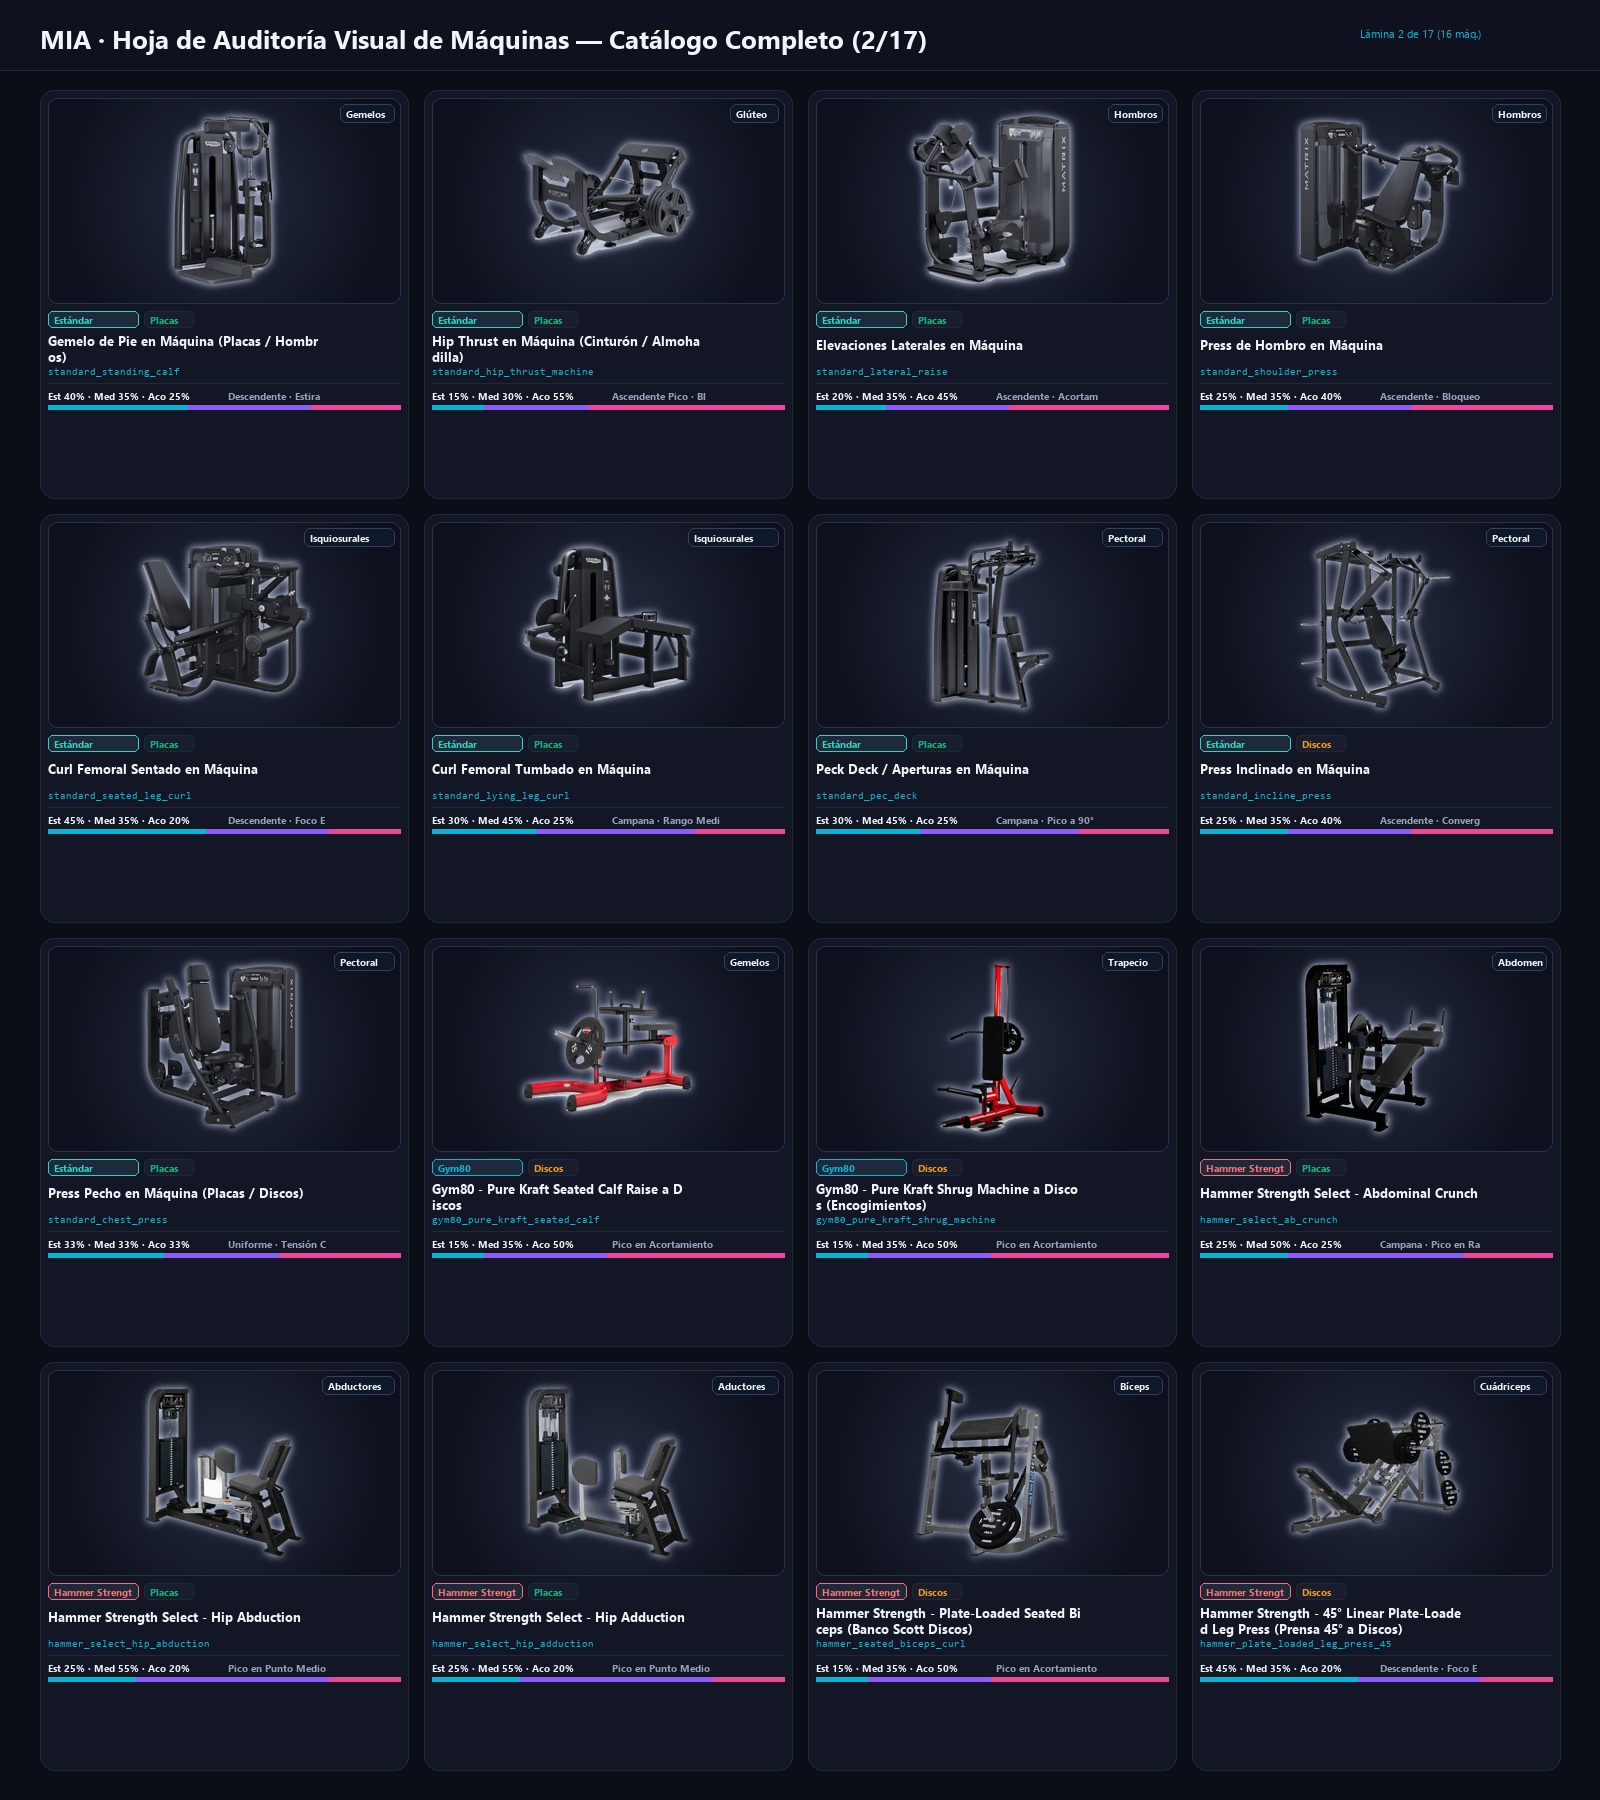 MIA · Hoja de Auditoría Visual de Máquinas — Catálogo Completo (2/17)
Lámina 2 de 17 (16 máq.)
Gemelos
Estándar
Placas
Gemelo de Pie en Máquina (Placas / Hombr
os)
standard_standing_calf
Est 40% · Med 35% · Aco 25%
Descendente · Estira
Glúteo
Estándar
Placas
Hip Thrust en Máquina (Cinturón / Almoha
dilla)
standard_hip_thrust_machine
Est 15% · Med 30% · Aco 55%
Ascendente Pico · Bl
Hombros
MATRIX
Estándar
Placas
Elevaciones Laterales en Máquina
standard_lateral_raise
Est 20% · Med 35% · Aco 45%
Ascendente · Acortam
Hombros
MATRIX
Estándar
Placas
Press de Hombro en Máquina
standard_shoulder_press
Est 25% · Med 35% · Aco 40%
Ascendente · Bloqueo
Isquiosurales
Estándar
Placas
Curl Femoral Sentado en Máquina
standard_seated_leg_curl
Est 45% · Med 35% · Aco 20%
Descendente · Foco E
Isquiosurales
Estándar
Placas
Curl Femoral Tumbado en Máquina
standard_lying_leg_curl
Est 30% · Med 45% · Aco 25%
Campana · Rango Medi
Pectoral
Estándar
Placas
Peck Deck / Aperturas en Máquina
standard_pec_deck
Est 30% · Med 45% · Aco 25%
Campana · Pico a 90°
Pectoral
Estándar
Discos
Press Inclinado en Máquina
standard_incline_press
Est 25% · Med 35% · Aco 40%
Ascendente · Converg
Pectoral
MATRIX
Estándar
Placas
Press Pecho en Máquina (Placas / Discos)
standard_chest_press
Est 33% · Med 33% · Aco 33%
Uniforme · Tensión C
Gemelos
Gym80
Discos
Gym80 - Pure Kraft Seated Calf Raise a D
iscos
gym80_pure_kraft_seated_calf
Est 15% · Med 35% · Aco 50%
Pico en Acortamiento
Trapecio
Gym80
Discos
Gym80 - Pure Kraft Shrug Machine a Disco
s (Encogimientos)
gym80_pure_kraft_shrug_machine
Est 15% · Med 35% · Aco 50%
Pico en Acortamiento
Abdomen
Hammer Strengt
Placas
Hammer Strength Select - Abdominal Crunch
hammer_select_ab_crunch
Est 25% · Med 50% · Aco 25%
Campana · Pico en Ra
Abductores
Hammer Strengt
Placas
Hammer Strength Select - Hip Abduction
hammer_select_hip_abduction
Est 25% · Med 55% · Aco 20%
Pico en Punto Medio
Aductores
Hammer Strengt
Placas
Hammer Strength Select - Hip Adduction
hammer_select_hip_adduction
Est 25% · Med 55% · Aco 20%
Pico en Punto Medio
Bíceps
Hammer Strengt
Discos
Hammer Strength - Plate-Loaded Seated Bi
ceps (Banco Scott Discos)
hammer_seated_biceps_curl
Est 15% · Med 35% · Aco 50%
Pico en Acortamiento
Cuádriceps
Hammer Strengt
Discos
Hammer Strength - 45° Linear Plate-Loade
d Leg Press (Prensa 45° a Discos)
hammer_plate_loaded_leg_press_45
Est 45% · Med 35% · Aco 20%
Descendente · Foco E